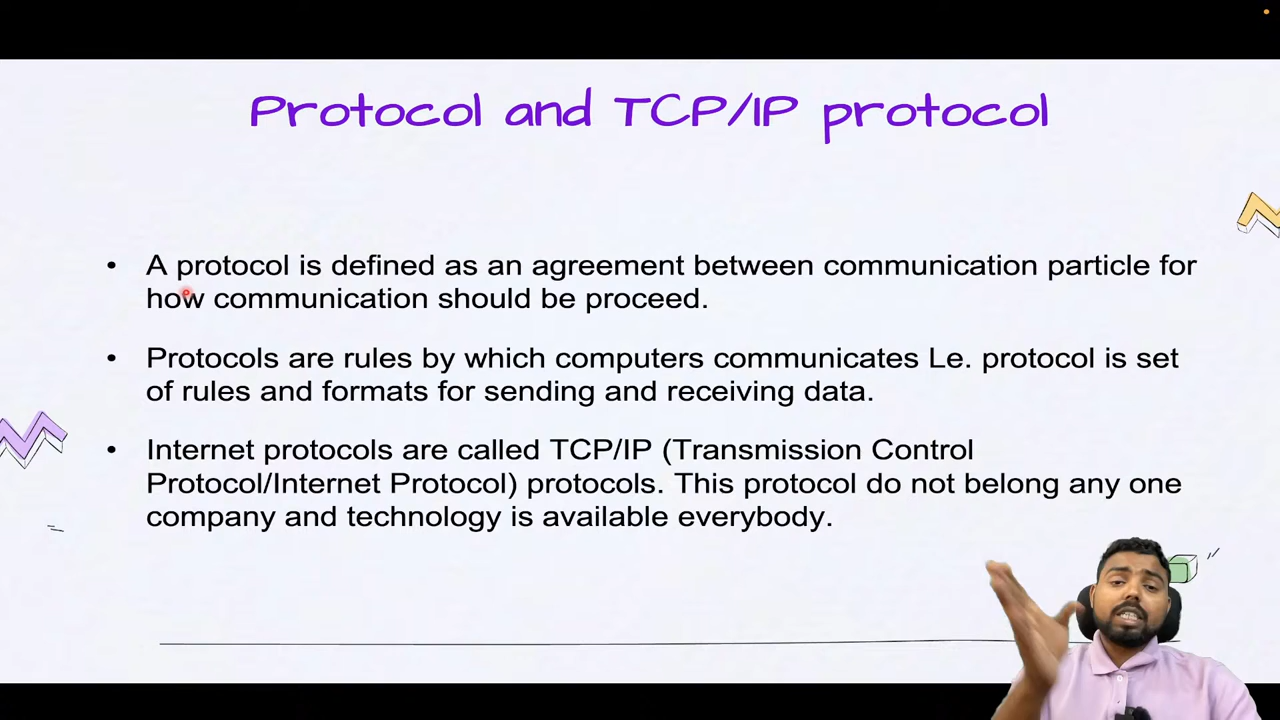 Protocol and TCP/IP protocol
• A protocol is defined as an agreement between communication particle for
how communication should be proceed.
• Protocols are rules by which computers communicates Le. protocol is set
of rules and formats for sending and receiving data.
• Internet protocols are called TCP/IP (Transmission Control
Protocol/Internet Protocol) protocols. This protocol do not belong any one
company and technology is available everybody.